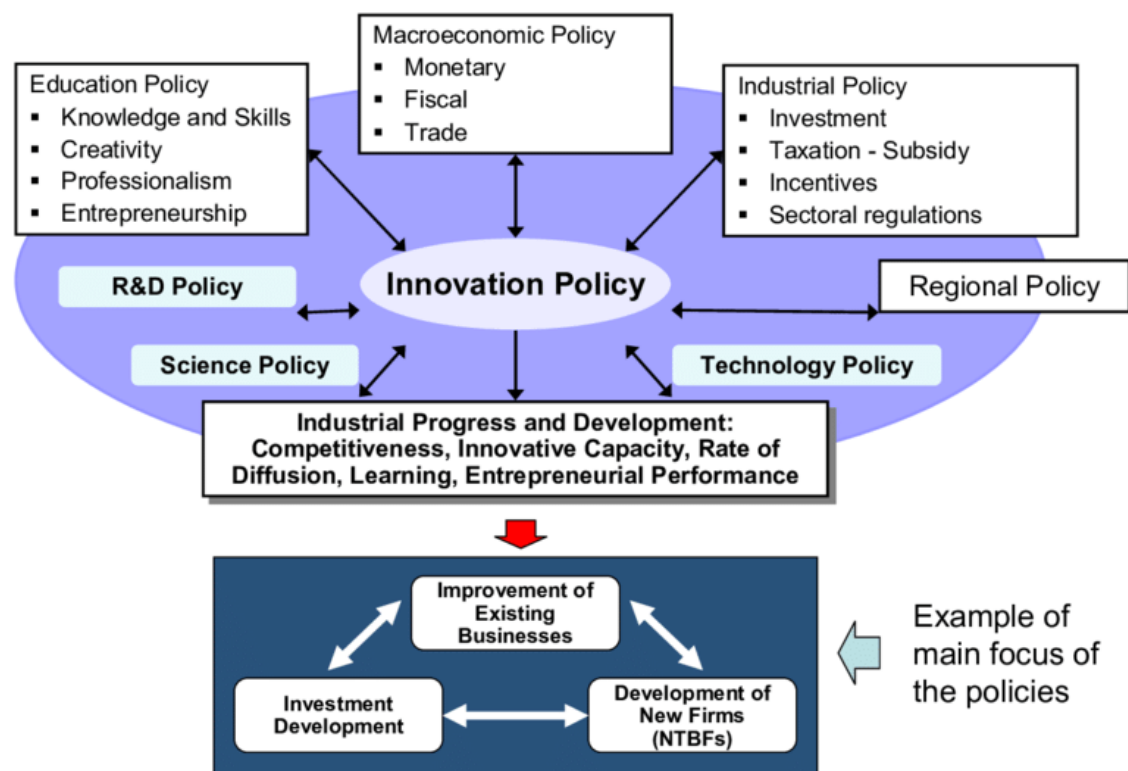 Macroeconomic Policy
▪ Monetary
▪ Fiscal
▪ Trade
Education Policy
▪ Knowledge and Skills
▪ Creativity
▪ Professionalism
▪ Entrepreneurship
Industrial Policy
▪ Investment
▪ Taxation - Subsidy
▪ Incentives
▪ Sectoral regulations
Innovation Policy
R&D Policy
Regional Policy
Science Policy
Technology Policy
Industrial Progress and Development:
Competitiveness, Innovative Capacity, Rate of
Diffusion, Learning, Entrepreneurial Performance
Improvement of
Existing
Businesses
Investment
Development
Development of
New Firms
(NTBFs)
Example of
main focus of
the policies